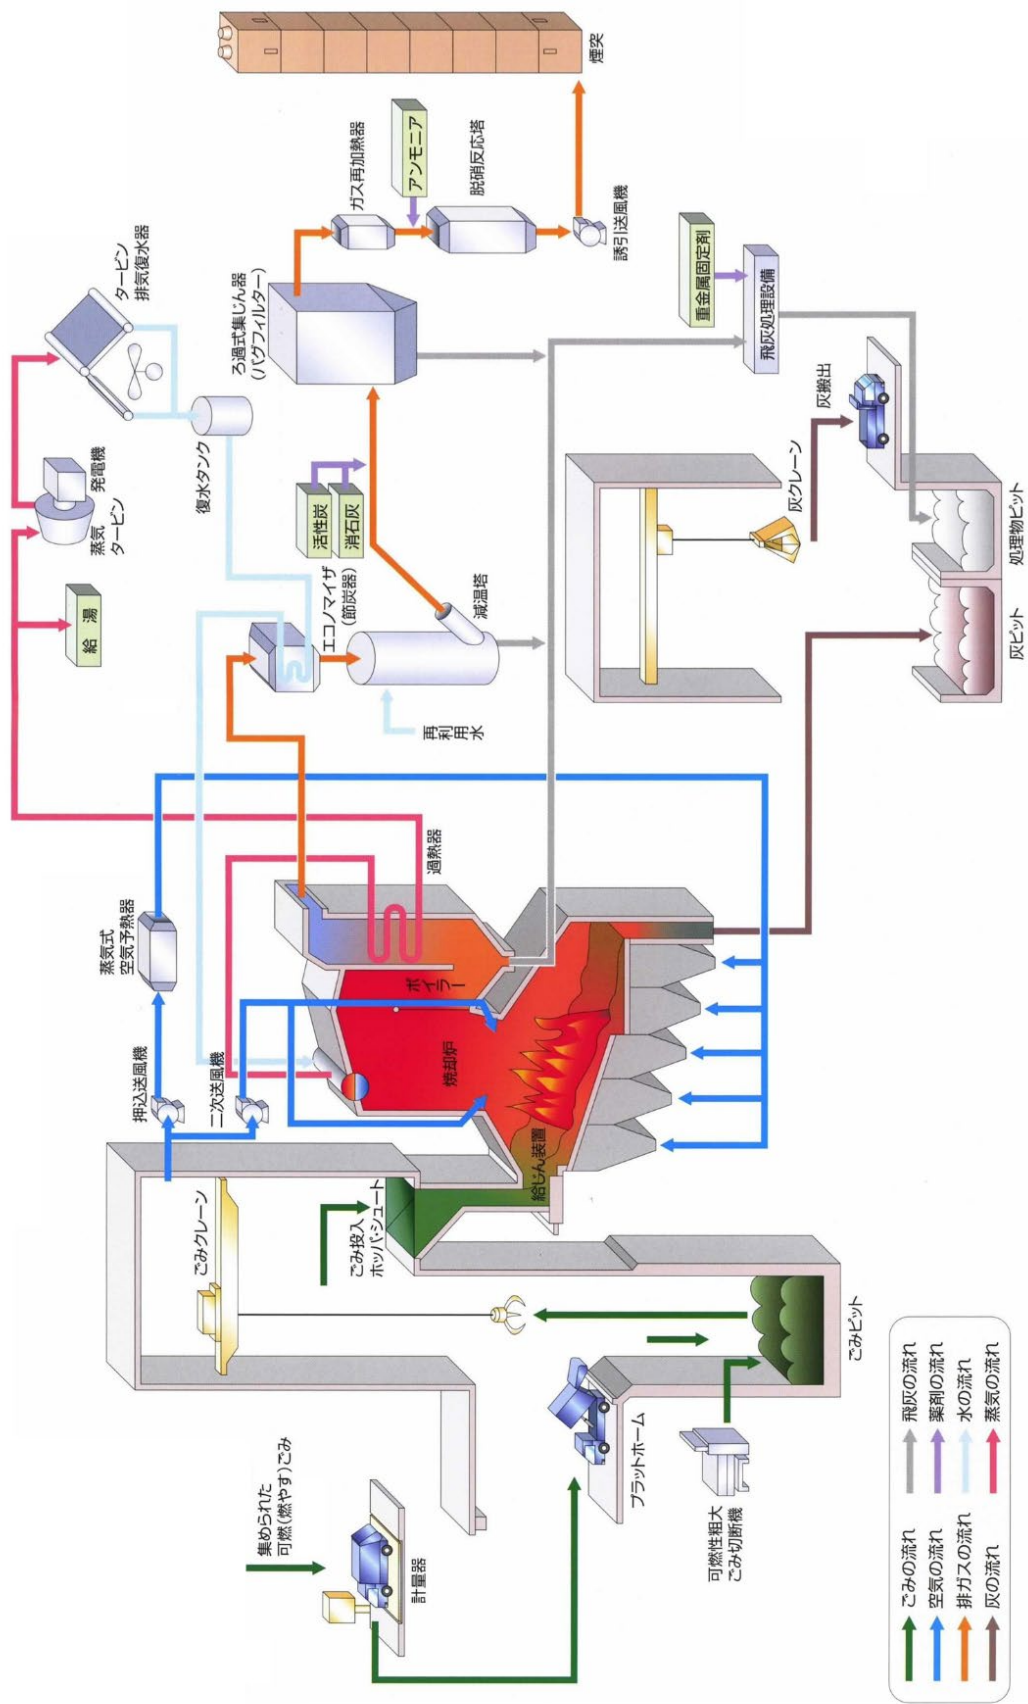 集められた
可燃(燃やす)ごみ
計量器
プラットホーム
可燃性粗大
ごみ切断機
ごみピット
ごみクレーン
ごみ投入
ホッパ・シュート
給じん装置
焼却炉
ボイラー
過熱器
押込送風機
二次送風機
蒸気式
空気予熱器
給湯
蒸気
タービン
発電機
タービン
排気復水器
復水タンク
エコノマイザ
(節炭器)
再
利
用
水
減温塔
活性炭
消石灰
ろ過式集じん器
(バグフィルター)
ガス再加熱器
アンモニア
脱硝反応塔
誘引送風機
煙突
重金属固定剤
飛灰処理設備
灰クレーン
灰搬出
灰ピット
処理物ピット
ごみの流れ
空気の流れ
排ガスの流れ
灰の流れ
飛灰の流れ
薬剤の流れ
水の流れ
蒸気の流れ